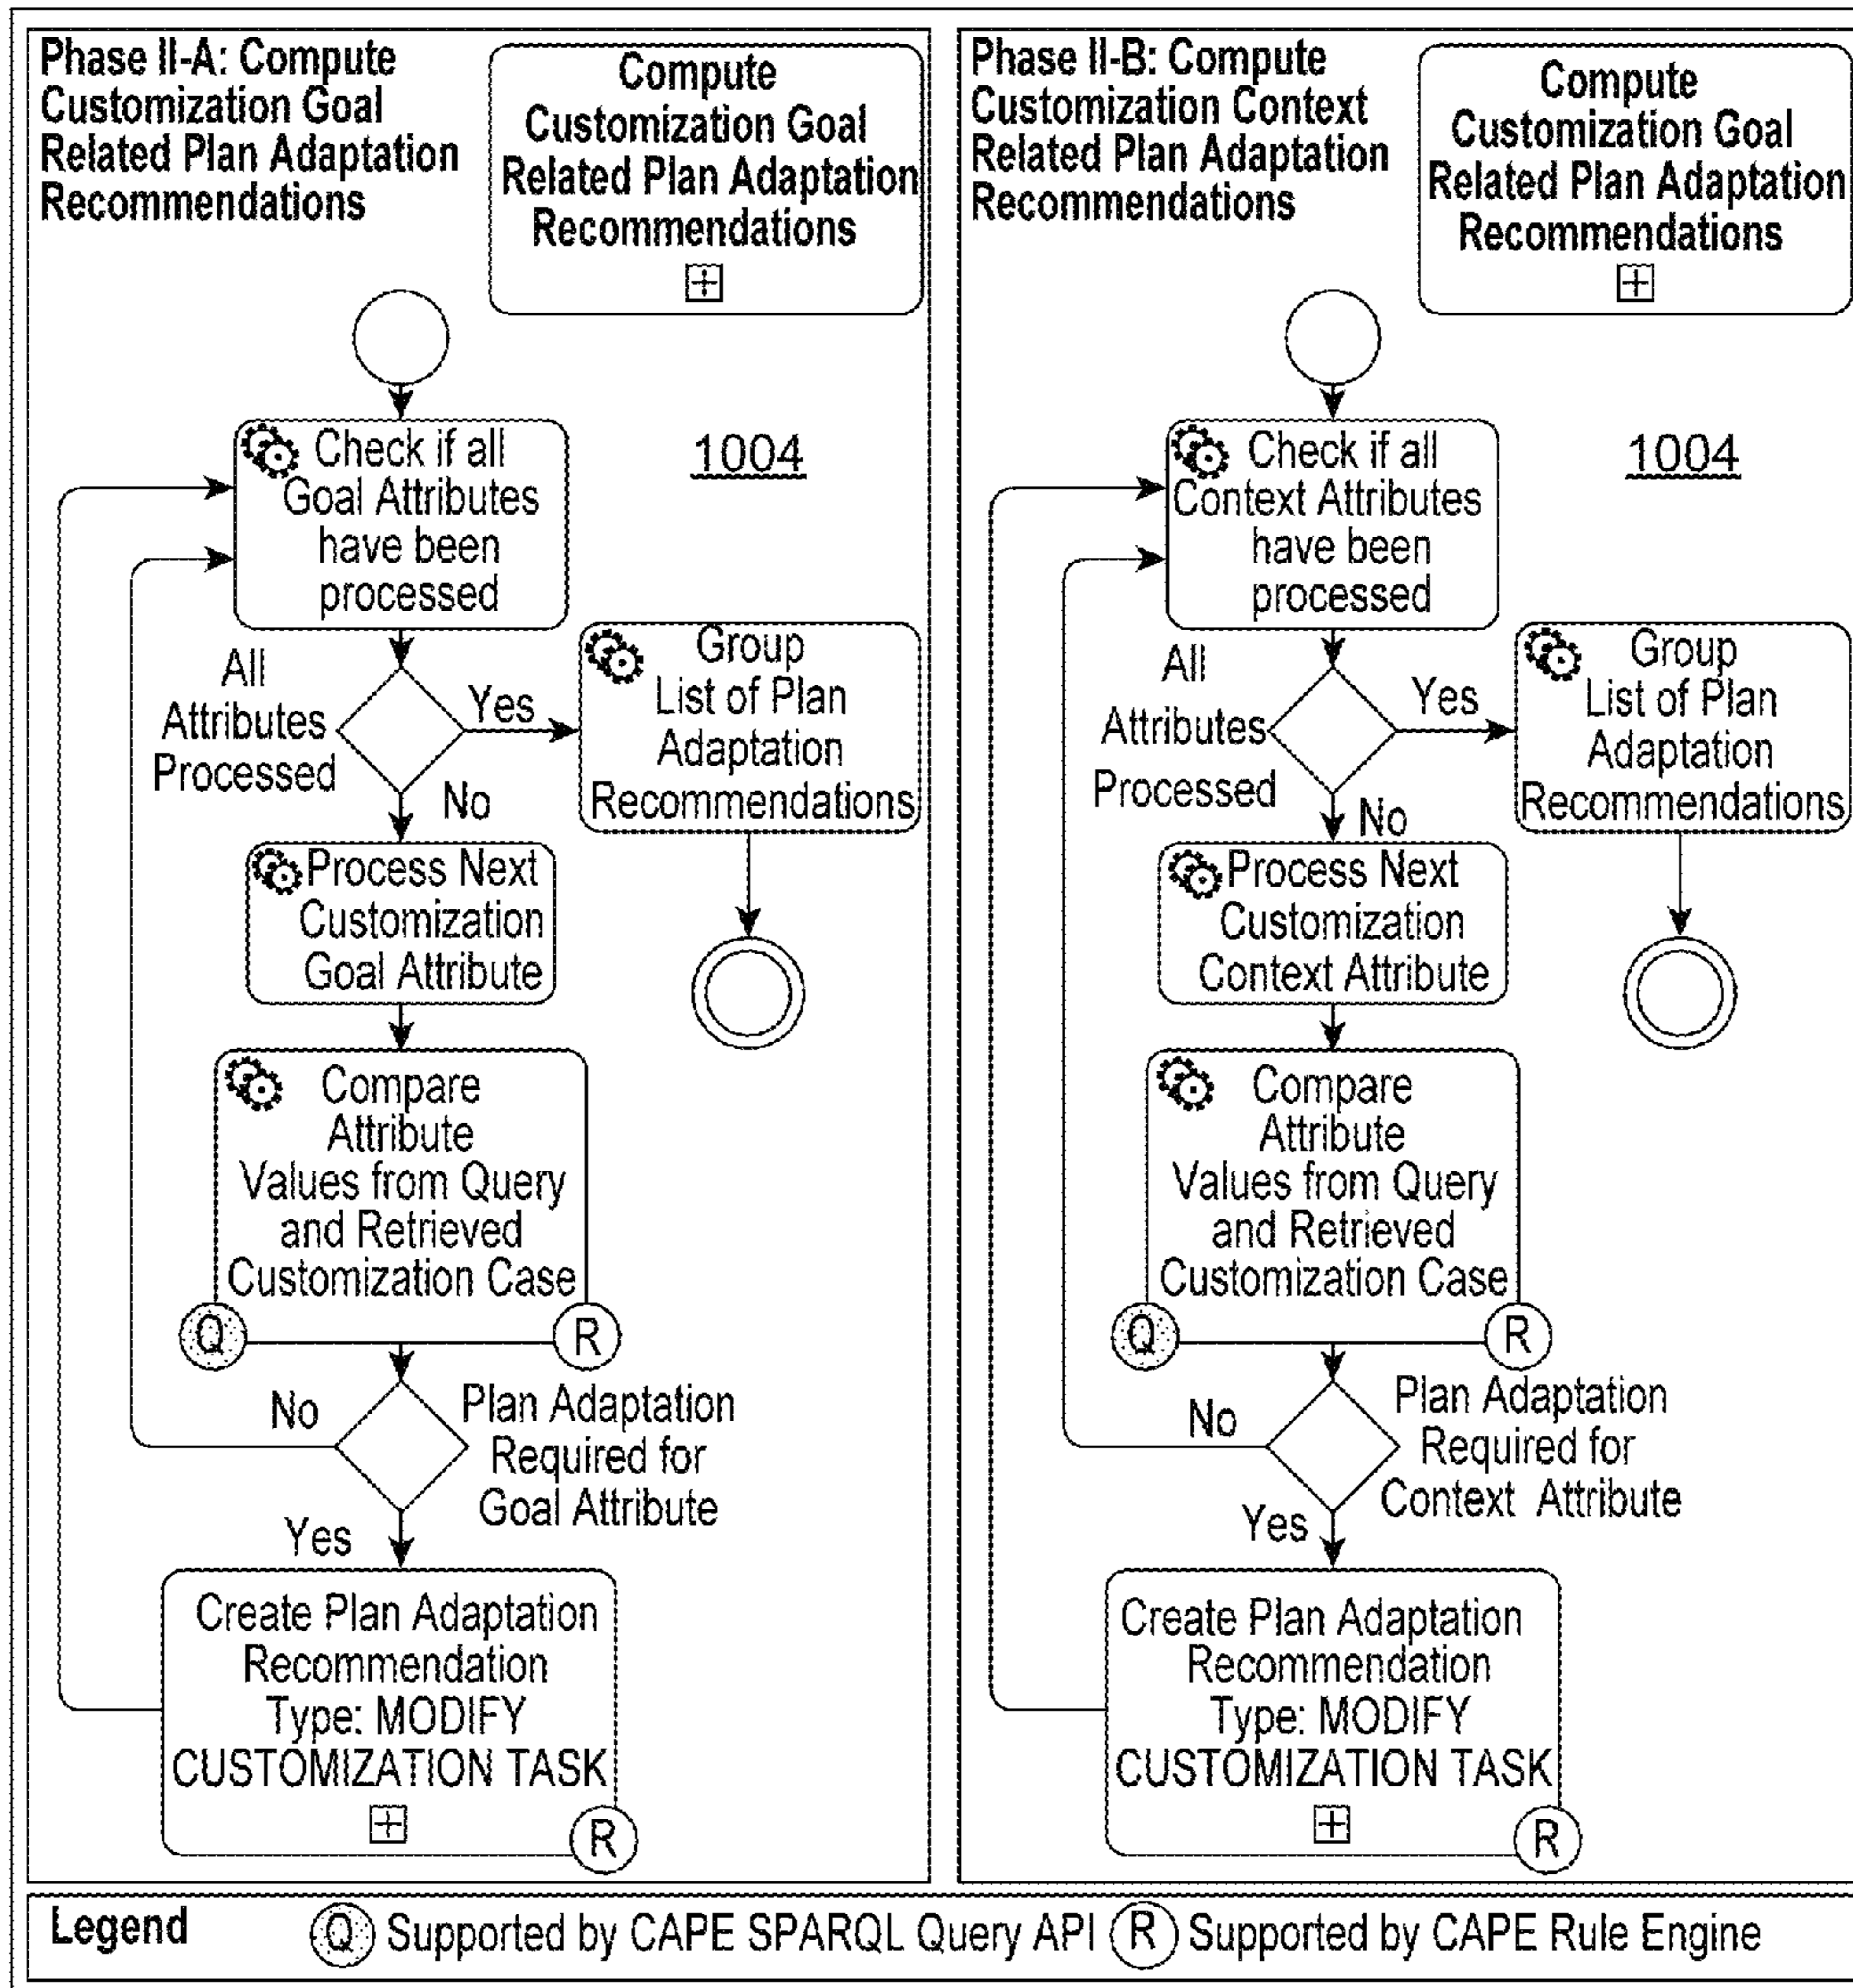 Phase II-A: Compute
Customization Goal
Related Plan Adaptation
Recommendations
Compute
Customization Goal
Related Plan Adaptation
Recommendations
1004
Check if all
Goal Attributes
have been
processed
All
Attributes
Processed
Yes
No
Group
List of Plan
Adaptation
Recommendations
Process Next
Customization
Goal Attribute
Compare
Attribute
Values from Query
and Retrieved
Customization Case
Q
R
No
Plan Adaptation
Required for
Goal Attribute
Yes
Create Plan Adaptation
Recommendation
Type: MODIFY
CUSTOMIZATION TASK
R
Phase II-B: Compute
Customization Context
Related Plan Adaptation
Recommendations
Compute
Customization Goal
Related Plan Adaptation
Recommendations
1004
Check if all
Context Attributes
have been
processed
All
Attributes
Processed
Yes
No
Group
List of Plan
Adaptation
Recommendations
Process Next
Customization
Context Attribute
Compare
Attribute
Values from Query
and Retrieved
Customization Case
Q
R
No
Plan Adaptation
Required for
Context Attribute
Yes
Create Plan Adaptation
Recommendation
Type: MODIFY
CUSTOMIZATION TASK
R
Legend Q Supported by CAPE SPARQL Query API R Supported by CAPE Rule Engine